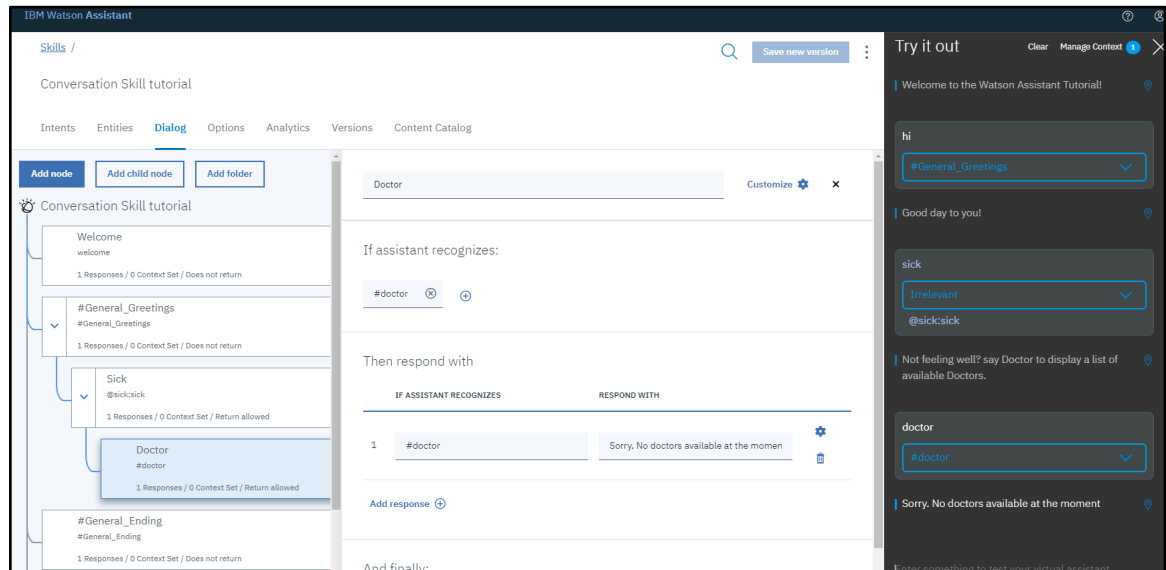 IBM Watson Assistant
Skills /
Save new version
Conversation Skill tutorial
Intents Entities Dialog Options Analytics Versions Content Catalog
Add node Add child node Add folder
Conversation Skill tutorial
Welcome
welcome
1 Responses / 0 Context Set / Does not return
#General_Greetings
#General_Greetings
1 Responses / 0 Context Set / Does not return
Sick
@sick:sick
1 Responses / 0 Context Set / Return allowed
Doctor
#doctor
1 Responses / 0 Context Set / Return allowed
#General_Ending
#General_Ending
1 Responses / 0 Context Set / Does not return
Doctor
Customize
If assistant recognizes:
#doctor
Then respond with
IF ASSISTANT RECOGNIZES RESPOND WITH
1 #doctor Sorry. No doctors available at the momen
Add response
And finally:
Try it out Clear Manage Context 1
Welcome to the Watson Assistant Tutorial!
hi
#General_Greetings
Good day to you!
sick
Irrelevant
@sick:sick
Not feeling well? say Doctor to display a list of
available Doctors.
doctor
#doctor
Sorry. No doctors available at the moment
Enter something to test your virtual assistant